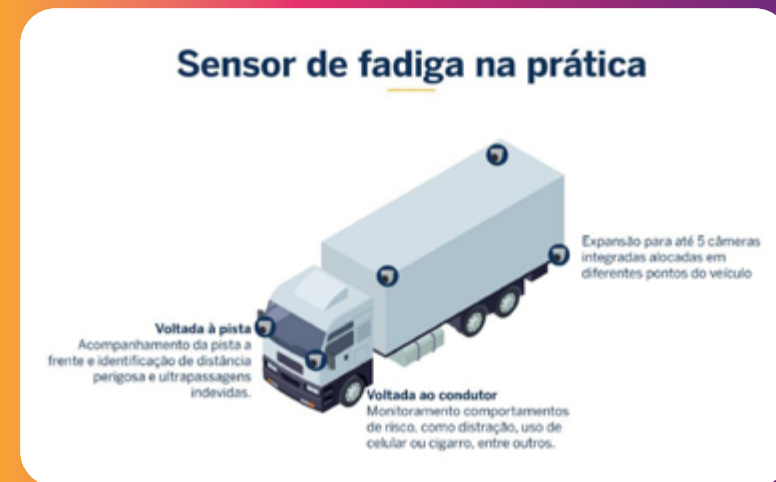 Sensor de fadiga na prática
Expansão para até 5 câmeras
integradas alocadas em
diferentes pontos do veículo
Voltada à pista
Acompanhamento da pista a
frente e identificação de distância
perigosa e ultrapassagens
indevidas.
Voltada ao condutor
Monitoramento comportamentos
de risco, como distração, uso de
celular ou cigarro, entre outros.